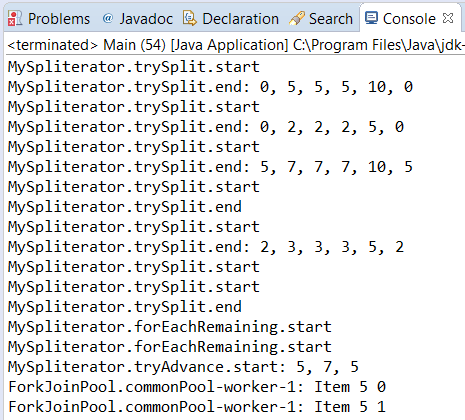 Problems @ Javadoc Declaration Search Console
<terminated> Main (54) [Java Application] C:\Program Files\Java\jdk-
MySpliterator.trySplit.start
MySpliterator.trySplit.end: 0, 5, 5, 5, 10, 0
MySpliterator.trySplit.start
MySpliterator.trySplit.end: 0, 2, 2, 2, 5, 0
MySpliterator.trySplit.start
MySpliterator.trySplit.end: 5, 7, 7, 7, 10, 5
MySpliterator.trySplit.start
MySpliterator.trySplit.end
MySpliterator.trySplit.start
MySpliterator.trySplit.end: 2, 3, 3, 3, 5, 2
MySpliterator.trySplit.start
MySpliterator.trySplit.start
MySpliterator.trySplit.end
MySpliterator.forEachRemaining.start
MySpliterator.forEachRemaining.start
MySpliterator.tryAdvance.start: 5, 7, 5
ForkJoinPool.commonPool-worker-1: Item 5 0
ForkJoinPool.commonPool-worker-1: Item 5 1